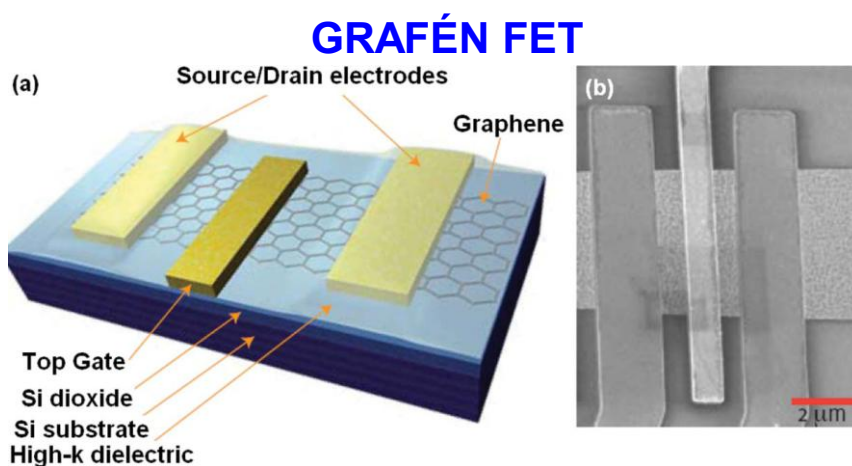 GRAFÉN FET
(a)
Source/Drain electrodes
Graphene
Top Gate
Si dioxide
Si substrate
High-k dielectric
(b)
2 µm